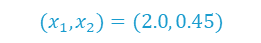 (x₁,x₂) = (2.0,0.45)